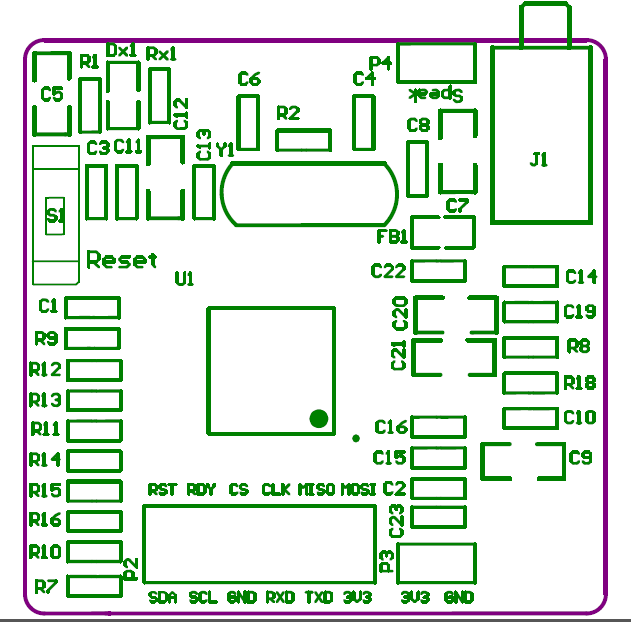 C5
R1
Dx1
Rx1
C12
C6
R2
C4
P4
Speak
C8
J1
C3
C11
C13
Y1
C7
S1
FB1
Reset
U1
C22
C14
C1
C20
C19
R9
C21
R8
R12
R18
R13
R11
C16
C10
R14
C15
C9
R15
RST RDY CS CLK MISO MOSI
C2
R16
C23
R10
P2
P3
R7
SDA SCL GND RXD TXD 3V3
3V3 GND